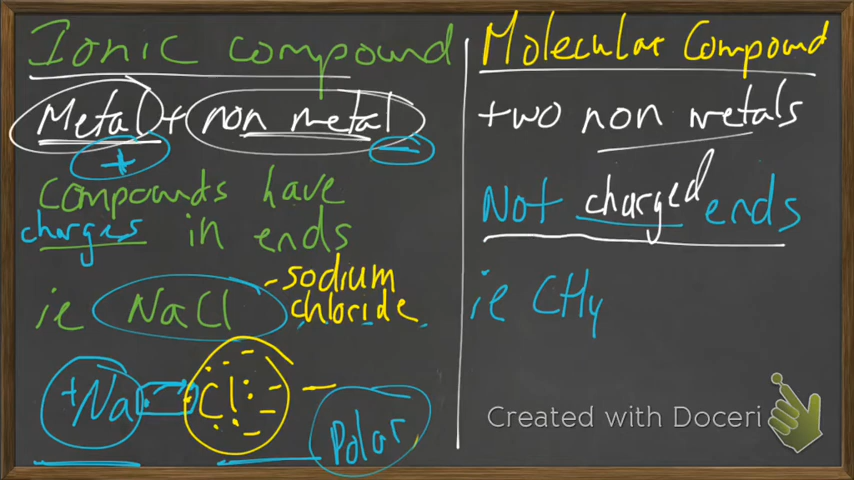 Ionic compound
Metal + non metal
+ −
compounds have
charges in ends
ie NaCl - sodium
chloride
+Na Cl −
Polar
Molecular Compound
two non metals
Not charged ends
ie CH4
Created with Doceri